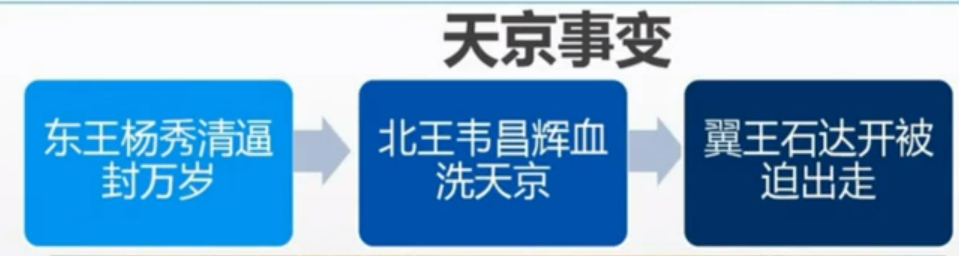 天京事变
东王杨秀清逼
封万岁
北王韦昌辉血
洗天京
翼王石达开被
迫出走